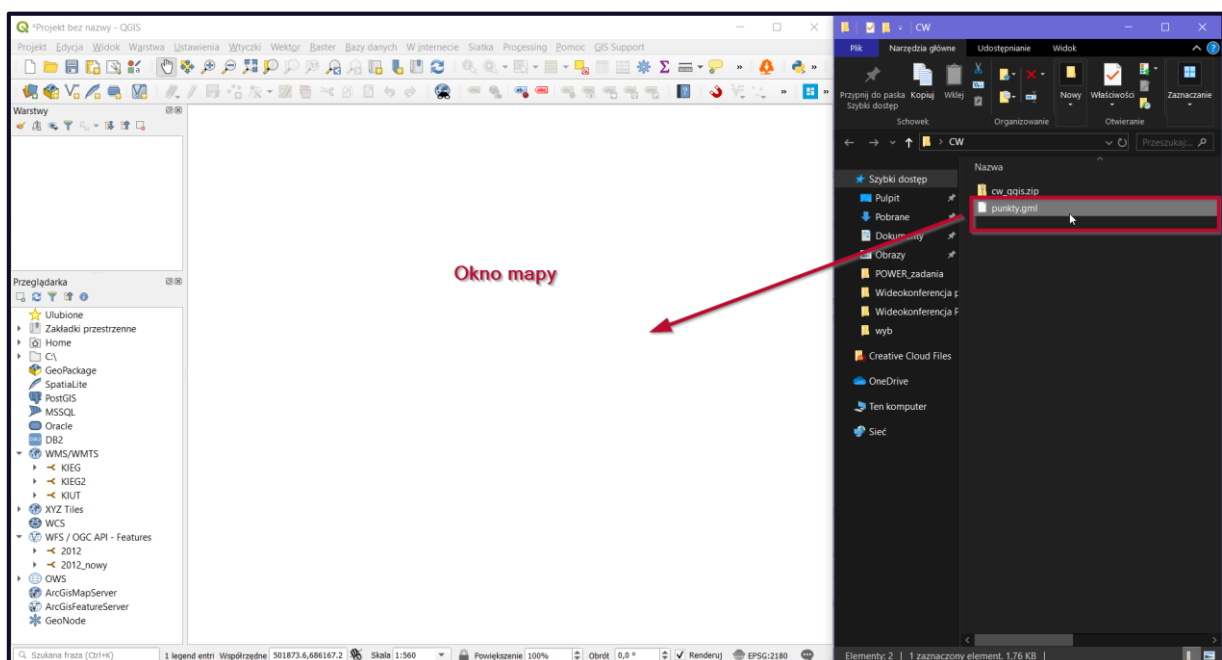 *Projekt bez nazwy - QGIS
Projekt Edycja Widok Warstwa Ustawienia Wtyczki Wektor Raster Bazy danych W internecie Siatka Processing Pomoc GIS Support
Warstwy
Przeglądarka
Ulubione
Zakładki przestrzenne
Home
C:\
GeoPackage
SpatiaLite
PostGIS
MSSQL
Oracle
DB2
WMS/WMTS
KIEG
KIEG2
KIUT
XYZ Tiles
WCS
WFS / OGC API - Features
2012
2012_nowy
OWS
ArcGisMapServer
ArcGisFeatureServer
GeoNode
Szukana fraza (Ctrl+K)
1 legend entri Współrzędne 501873.6,686167.2 Skala 1:560 Powiększenie 100% Obrót 0,0 ° Renderuj EPSG:2180
Okno mapy
CW
Plik Narzędzia główne Udostępnianie Widok
Przypnij do paska Kopiuj Wklej Nowy Właściwości Zaznaczanie
Szybki dostęp
Schowek Organizowanie Otwieranie
CW Przeszukaj:...
Nazwa
cw_qgis.zip
punkty.gml
Szybki dostęp
Pulpit
Pobrane
Dokumenty
Obrazy
POWER_zadania
Wideokonferencja p
Wideokonferencja P
wyb
Creative Cloud Files
OneDrive
Ten komputer
Sieć
Elementy: 2 | 1 zaznaczony element. 1,76 KB |